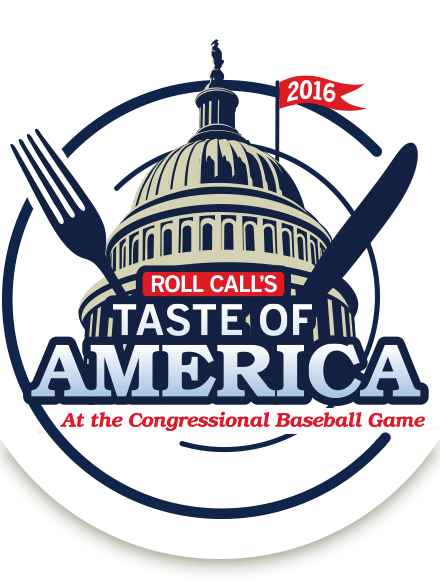 2016
ROLL CALL'S
TASTE OF
AMERICA
At the Congressional Baseball Game